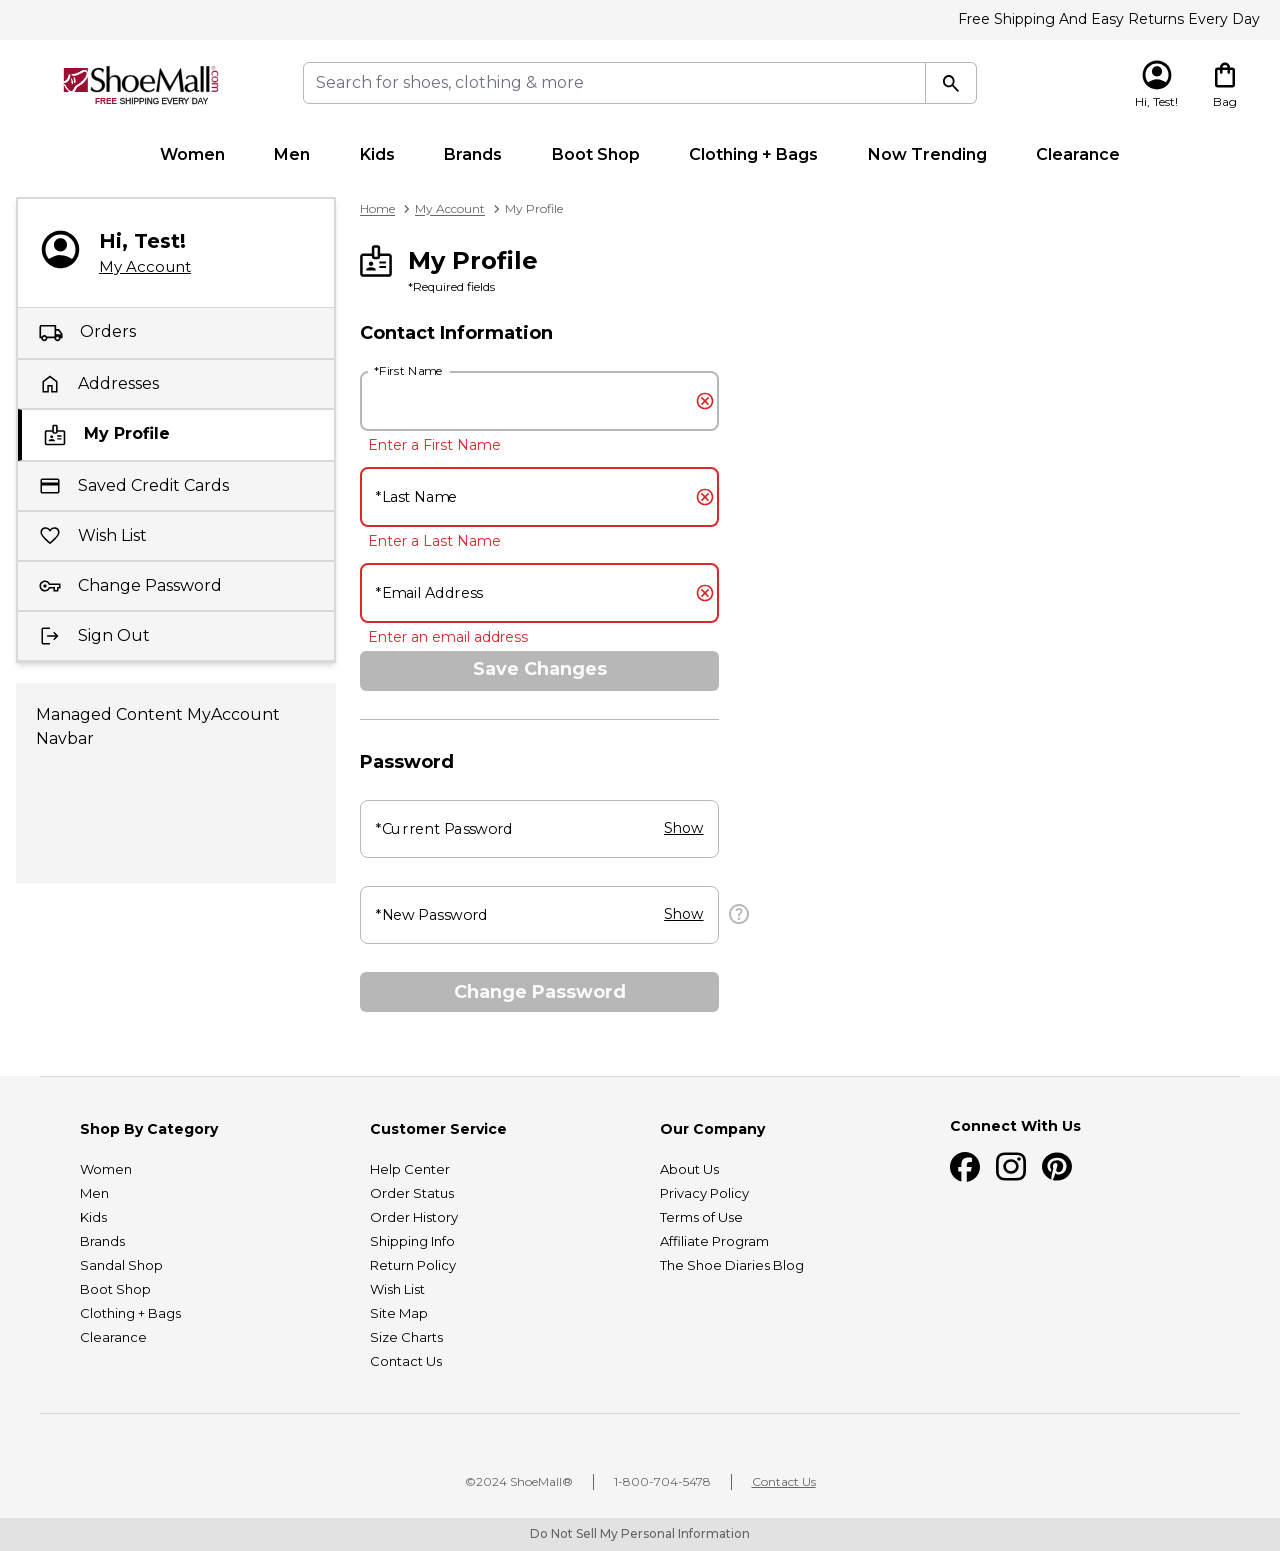 Free Shipping And Easy Returns Every Day
ShoeMall.com®
FREE SHIPPING EVERY DAY
Search for shoes, clothing & more
Hi, Test!
Bag
Women
Men
Kids
Brands
Boot Shop
Clothing + Bags
Now Trending
Clearance
Hi, Test!
My Account
Orders
Addresses
My Profile
Saved Credit Cards
Wish List
Change Password
Sign Out
Managed Content MyAccount
Navbar
Home
My Account
My Profile
My Profile
*Required fields
Contact Information
*First Name
Enter a First Name
*Last Name
Enter a Last Name
*Email Address
Enter an email address
Save Changes
Password
*Current Password
Show
*New Password
Show
?
Change Password
Shop By Category
Women
Men
Kids
Brands
Sandal Shop
Boot Shop
Clothing + Bags
Clearance
Customer Service
Help Center
Order Status
Order History
Shipping Info
Return Policy
Wish List
Site Map
Size Charts
Contact Us
Our Company
About Us
Privacy Policy
Terms of Use
Affiliate Program
The Shoe Diaries Blog
Connect With Us
©2024 ShoeMall®
1-800-704-5478
Contact Us
Do Not Sell My Personal Information